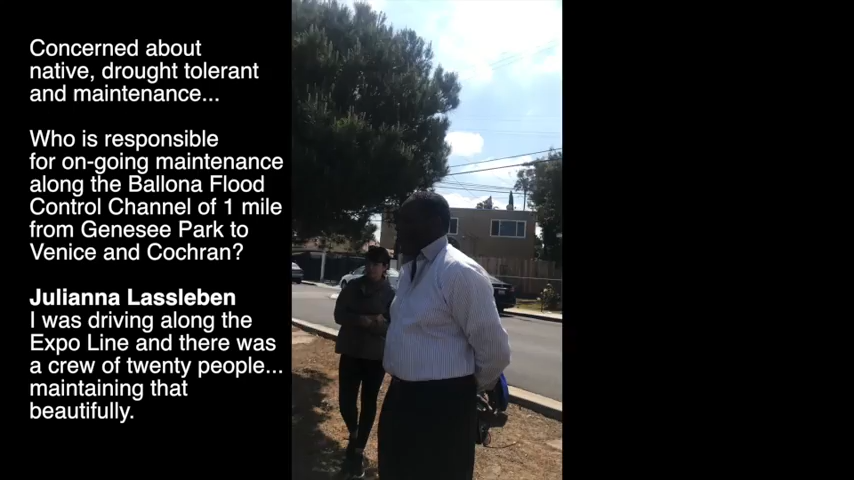 Concerned about
native, drought tolerant
and maintenance...
Who is responsible
for on-going maintenance
along the Ballona Flood
Control Channel of 1 mile
from Genesee Park to
Venice and Cochran?
Julianna Lassleben
I was driving along the
Expo Line and there was
a crew of twenty people...
maintaining that
beautifully.